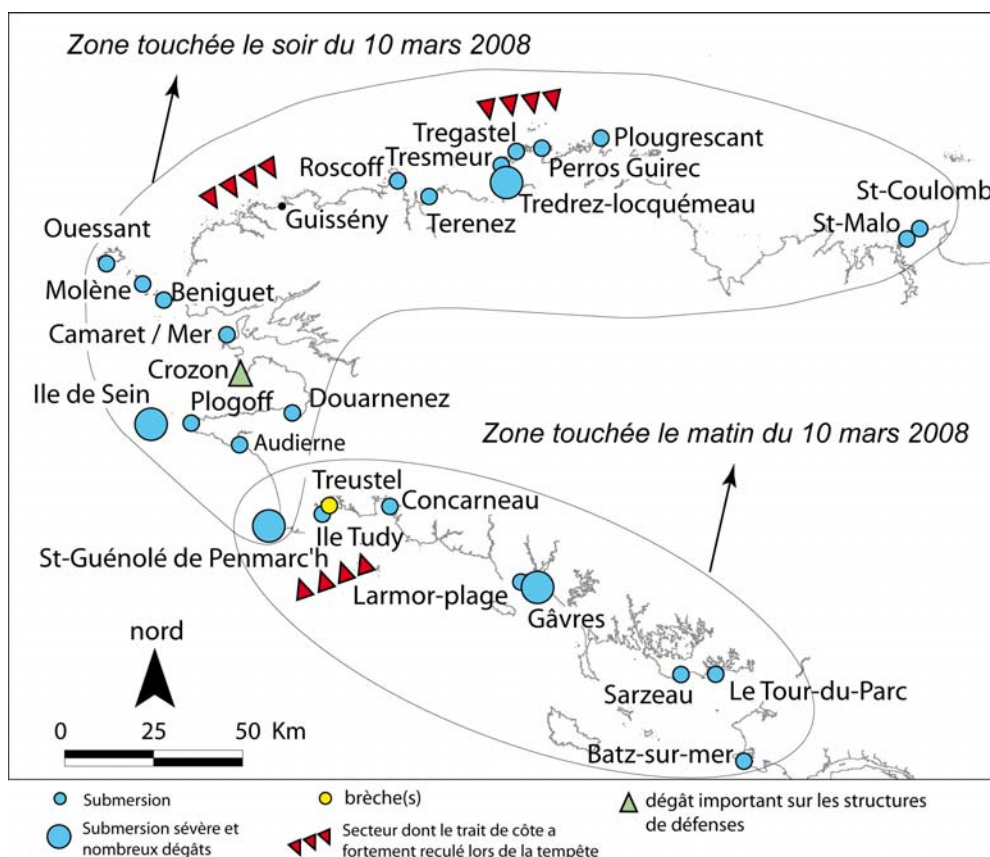 Zone touchée le soir du 10 mars 2008
Tregastel
Plougrescant
Roscoff
Tresmeur
Perros Guirec
St-Coulomb
Guissény
Terenez
Tredrez-locquémeau
St-Malo
Ouessant
Molène
Beniguet
Camaret / Mer
Crozon
Ile de Sein
Plogoff
Douarnenez
Audierne
Zone touchée le matin du 10 mars 2008
Treustel
Concarneau
Ile Tudy
St-Guénolé de Penmarc'h
Larmor-plage
Gâvres
nord
Sarzeau
Le Tour-du-Parc
0 25 50 Km
Batz-sur-mer
Submersion
brèche(s)
dégât important sur les structures
de défenses
Submersion sévère et
nombreux dégâts
Secteur dont le trait de côte a
fortement reculé lors de la tempête